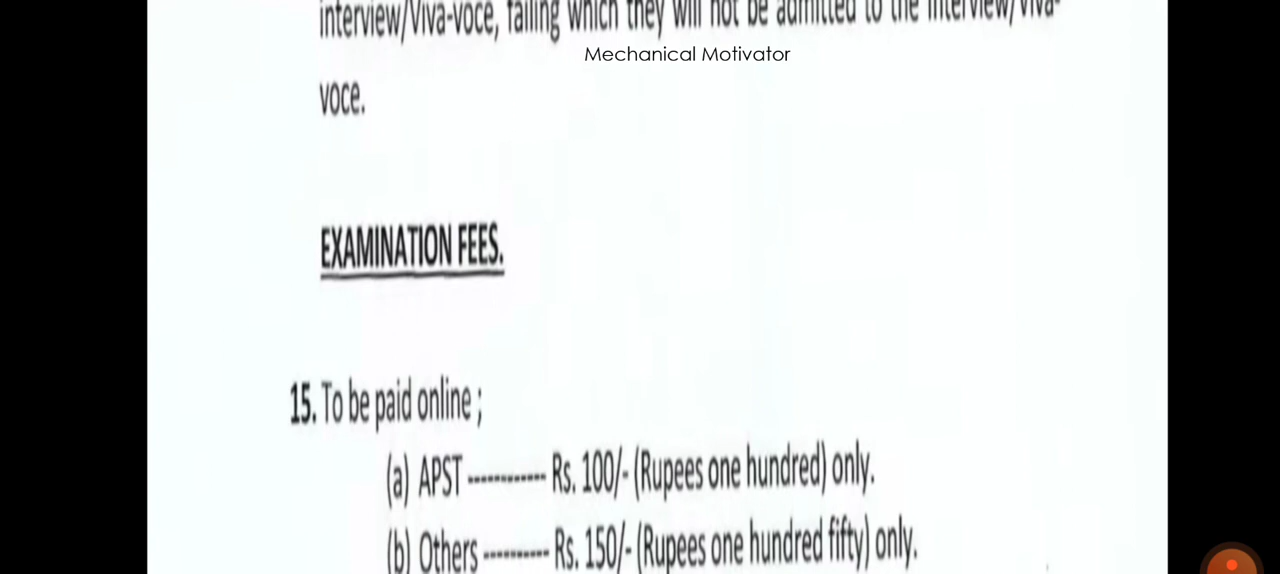 interview/Viva-voce, failing which they will not be admitted to the interview/Viva-
Mechanical Motivator
voce.
EXAMINATION FEES.
15. To be paid online ;
(a) APST ------------ Rs. 100/- (Rupees one hundred) only.
(b) Others ---------- Rs. 150/- (Rupees one hundred fifty) only.